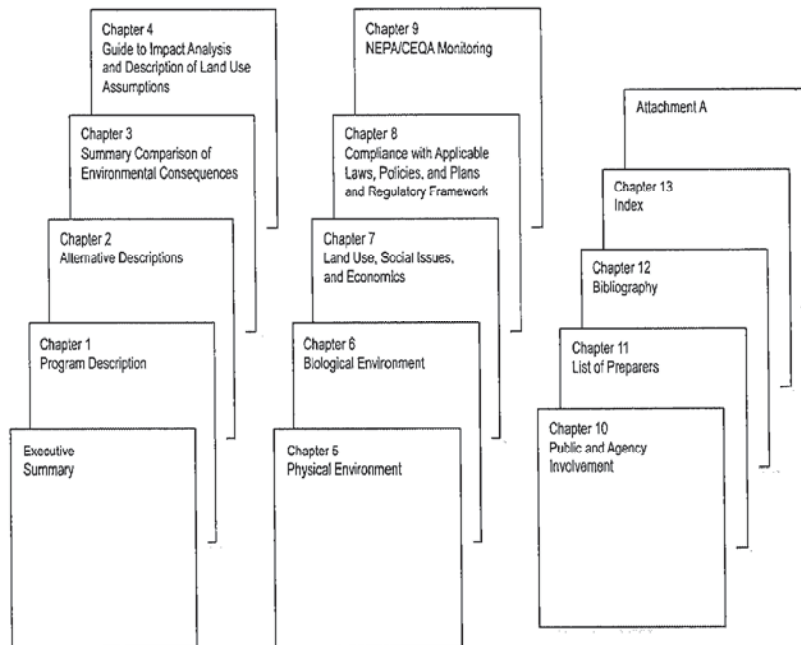 Chapter 4
Guide to Impact Analysis
and Description of Land Use
Assumptions
Chapter 3
Summary Comparison of
Environmental Consequences
Chapter 2
Alternative Descriptions
Chapter 1
Program Description
Executive
Summary
Chapter 9
NEPA/CEQA Monitoring
Chapter 8
Compliance with Applicable
Laws, Policies, and Plans
and Regulatory Framework
Chapter 7
Land Use, Social Issues,
and Economics
Chapter 6
Biological Environment
Chapter 5
Physical Environment
Attachment A
Chapter 13
Index
Chapter 12
Bibliography
Chapter 11
List of Preparers
Chapter 10
Public and Agency
Involvement